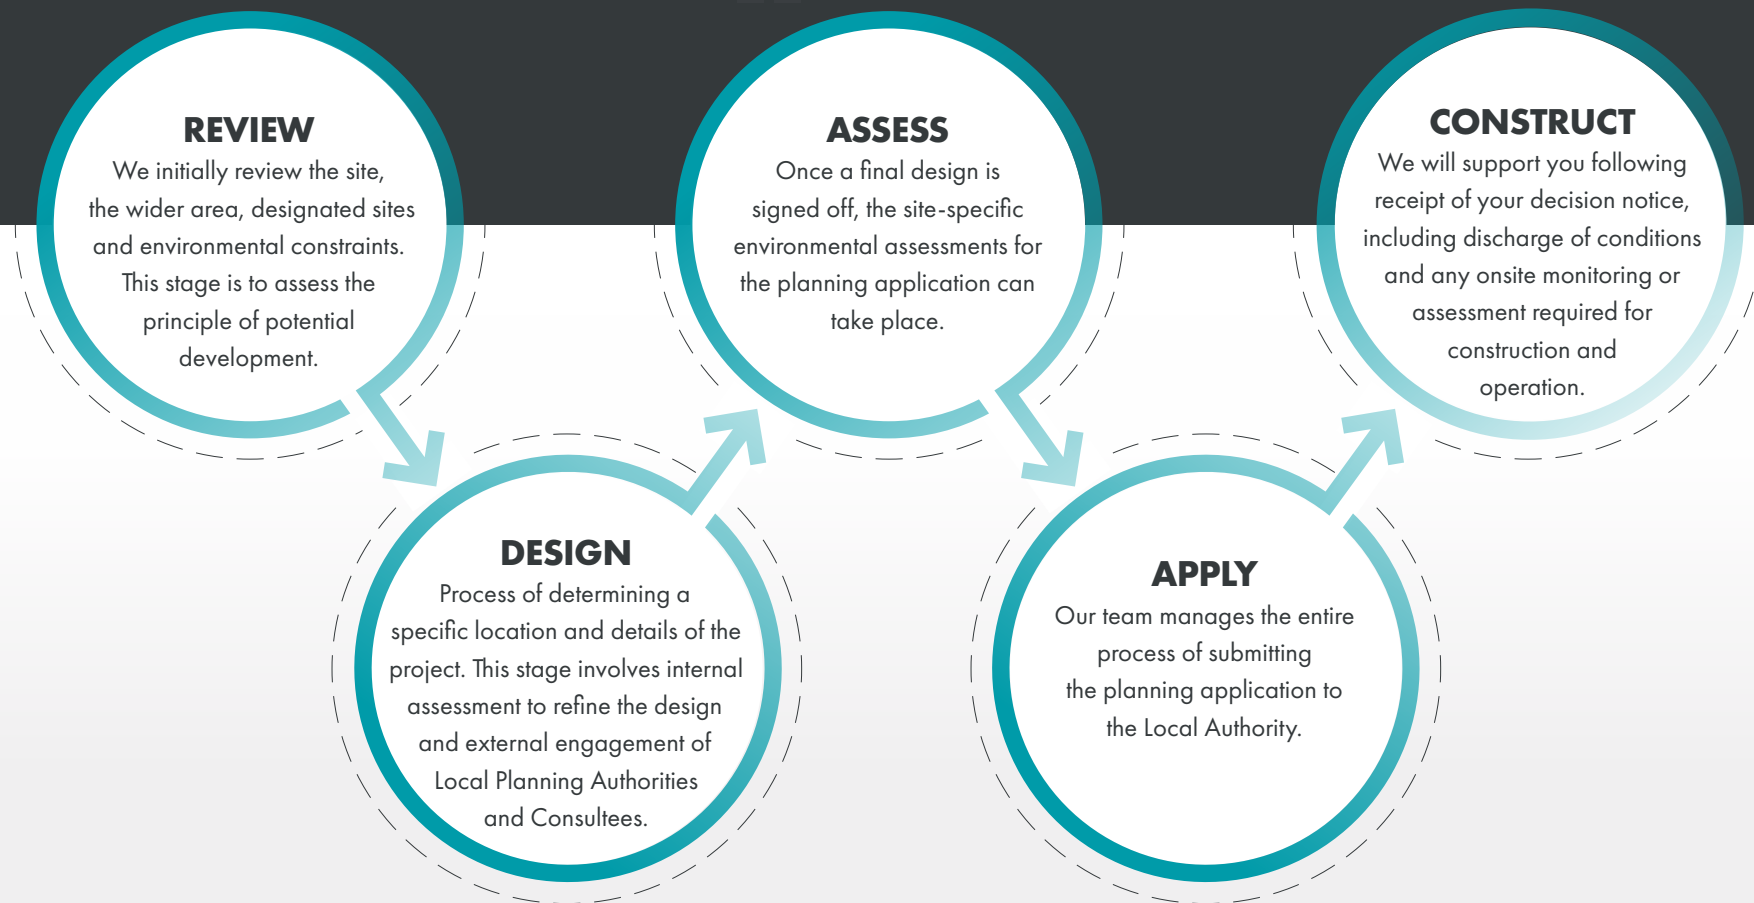 REVIEW
We initially review the site,
the wider area, designated sites
and environmental constraints.
This stage is to assess the
principle of potential
development.
DESIGN
Process of determining a
specific location and details of the
project. This stage involves internal
assessment to refine the design
and external engagement of
Local Planning Authorities
and Consultees.
ASSESS
Once a final design is
signed off, the site-specific
environmental assessments for
the planning application can
take place.
APPLY
Our team manages the entire
process of submitting
the planning application to
the Local Authority.
CONSTRUCT
We will support you following
receipt of your decision notice,
including discharge of conditions
and any onsite monitoring or
assessment required for
construction and
operation.